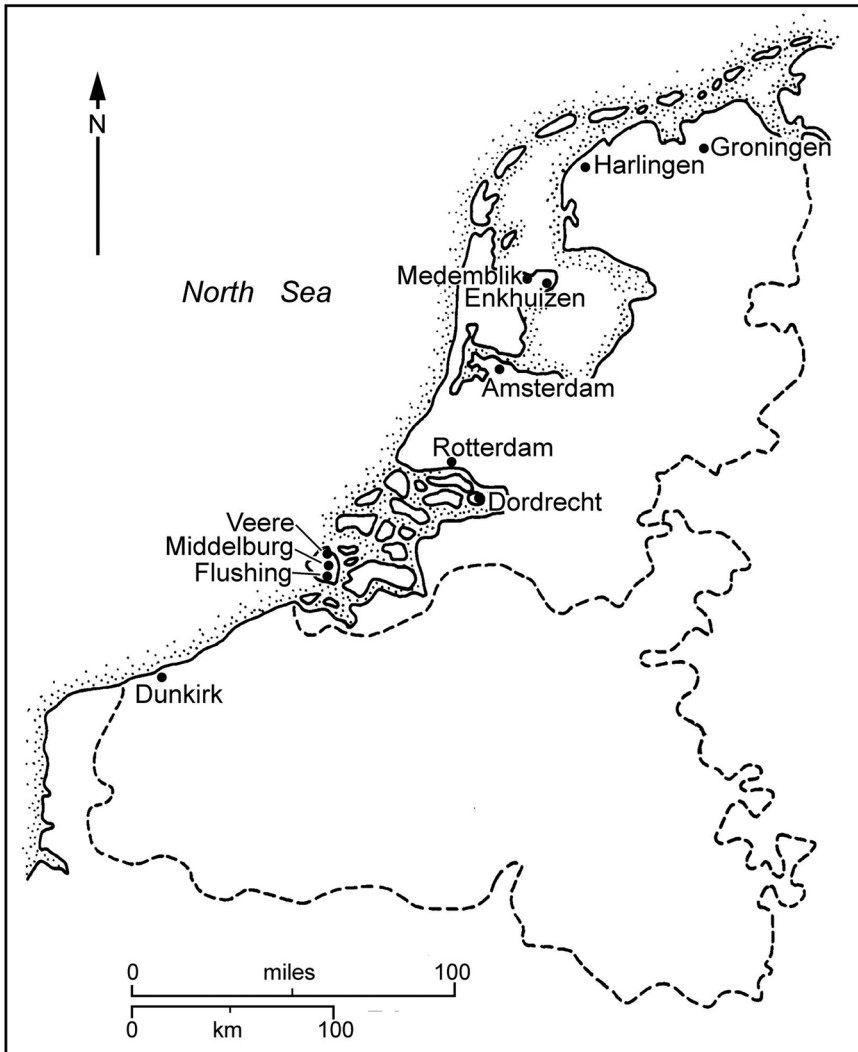 N
Groningen
Harlingen
North Sea
Medemblik
Enkhuizen
Amsterdam
Rotterdam
Dordrecht
Veere
Middelburg
Flushing
Dunkirk
0 miles 100
0 km 100